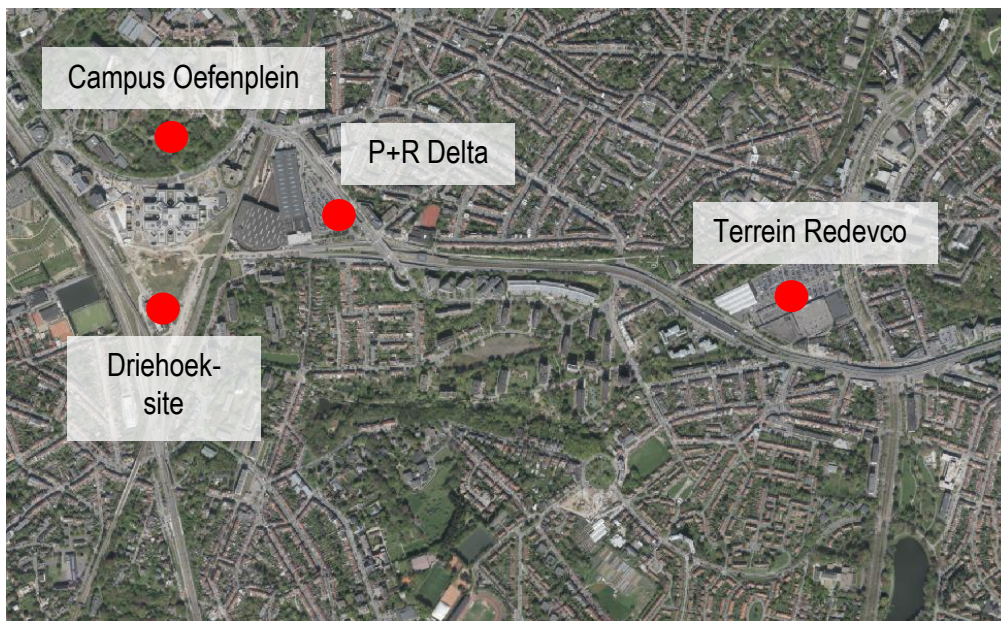 Campus Oefenplein
P+R Delta
Terrein Redevco
Driehoek-
site